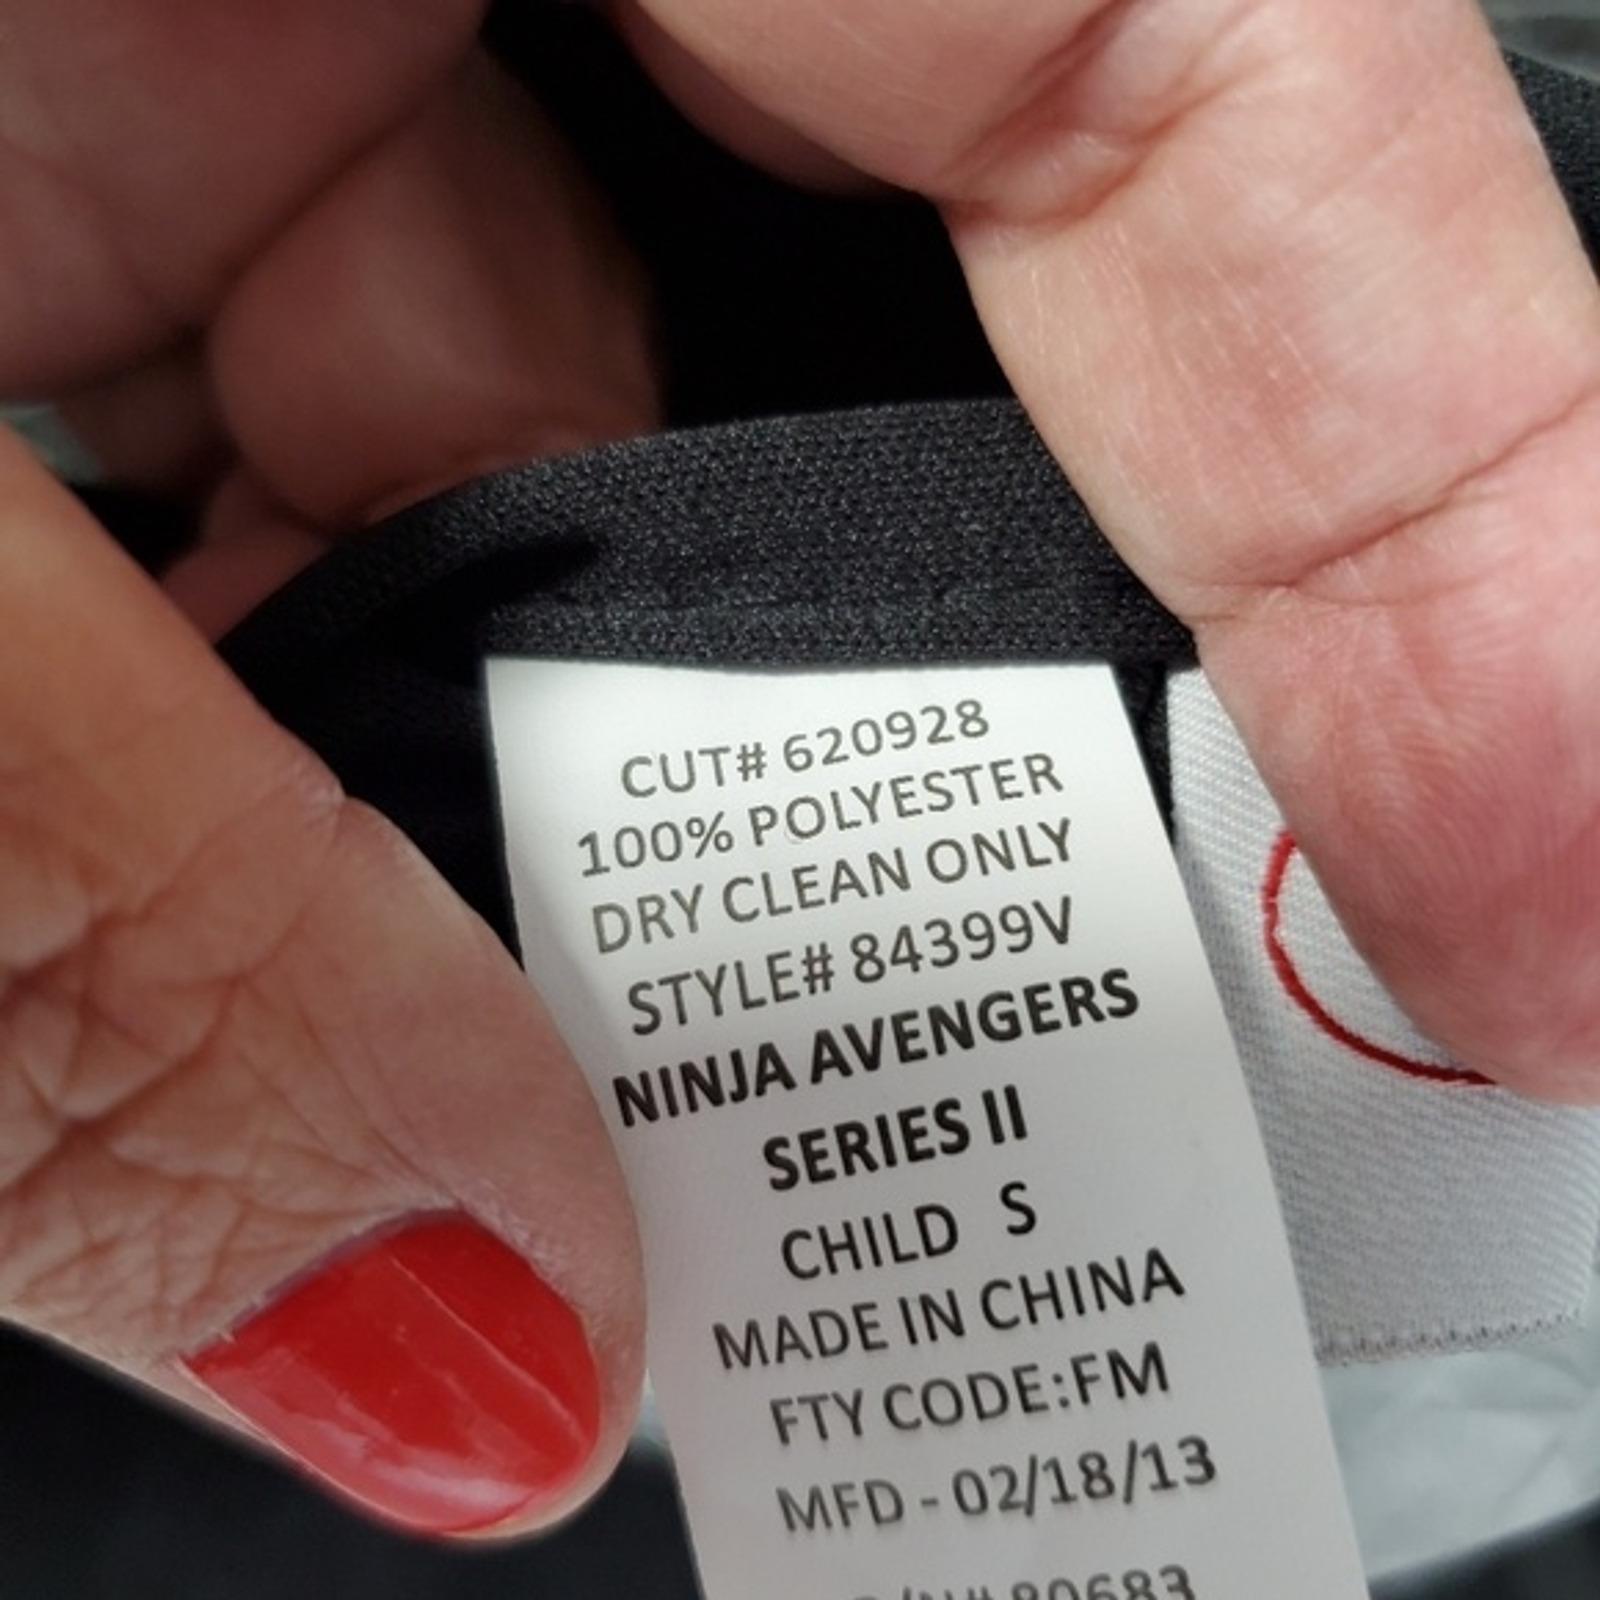 CUT# 620928
100% POLYESTER
DRY CLEAN ONLY
STYLE# 84399V
NINJA AVENGERS
SERIES II
CHILD S
MADE IN CHINA
FTY CODE:FM
MFD - 02/18/13
80683